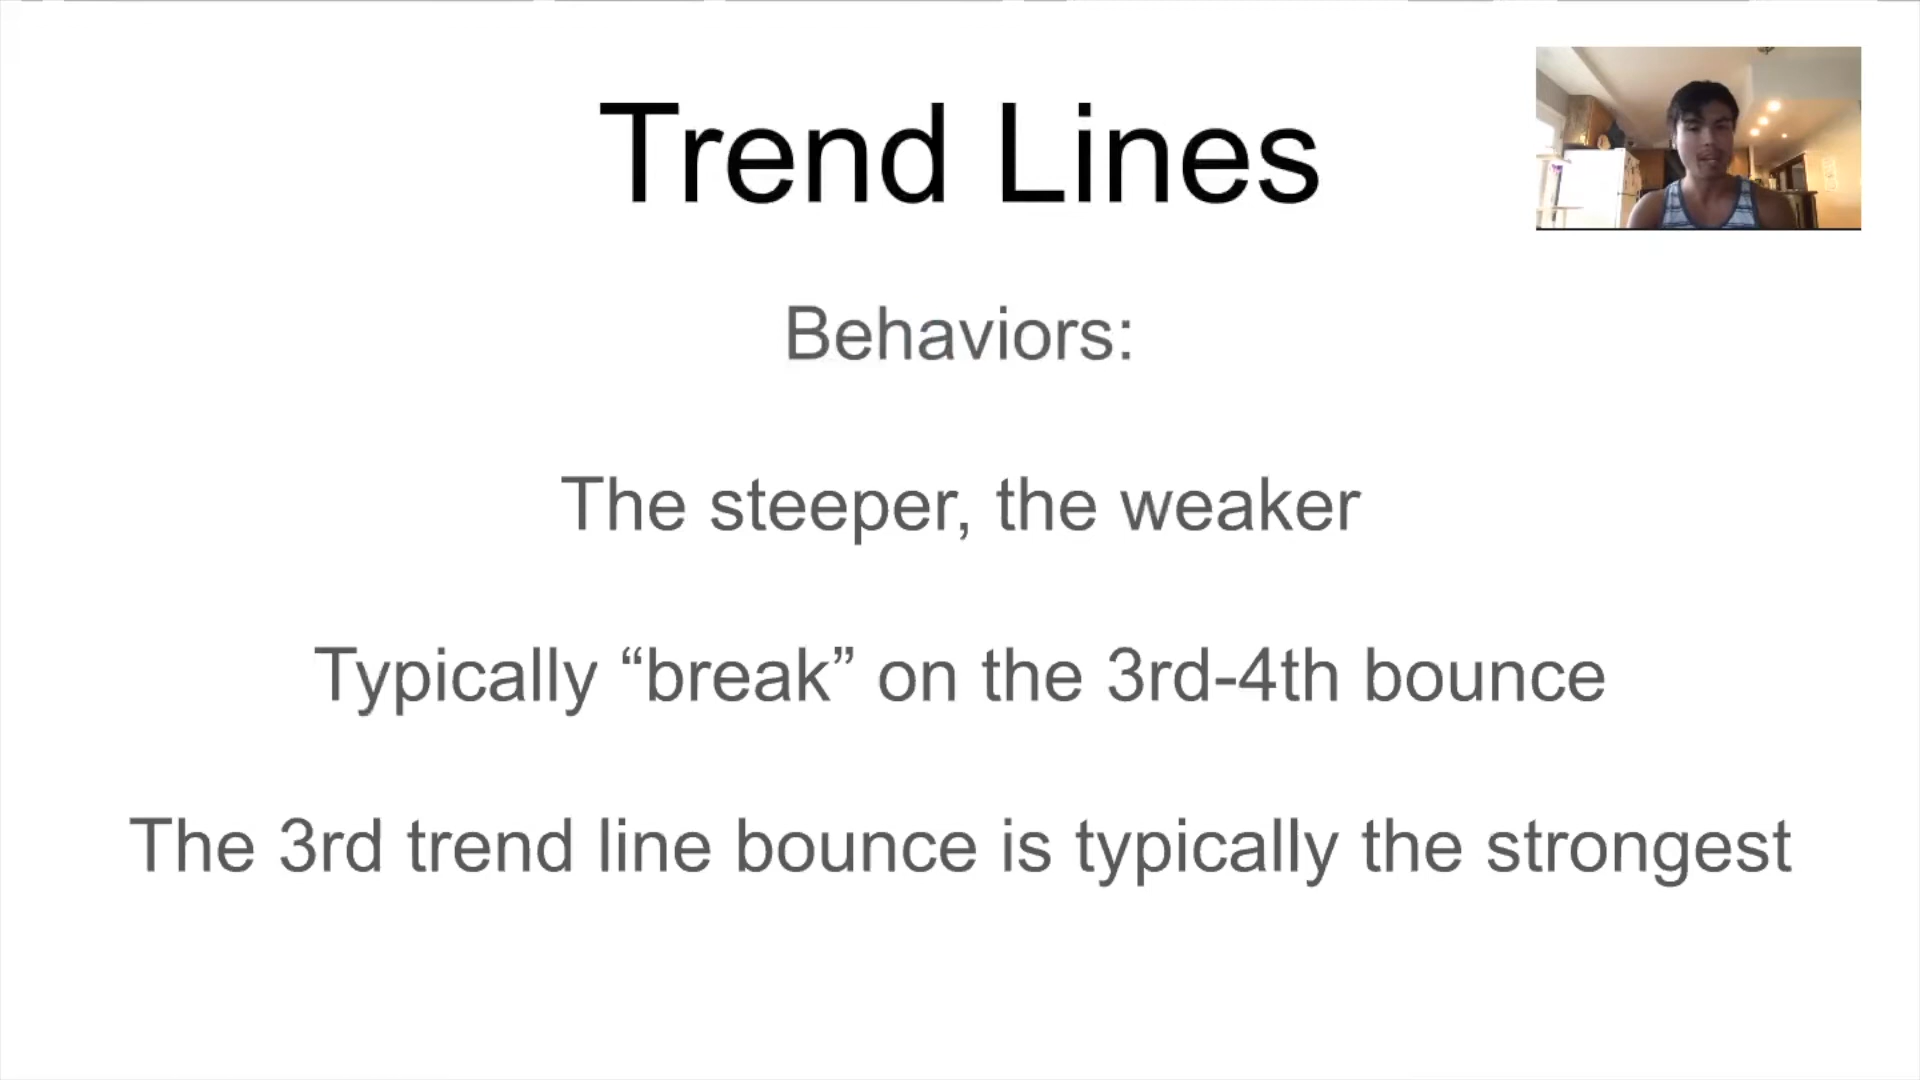 Trend Lines
Behaviors:
The steeper, the weaker
Typically “break” on the 3rd-4th bounce
The 3rd trend line bounce is typically the strongest